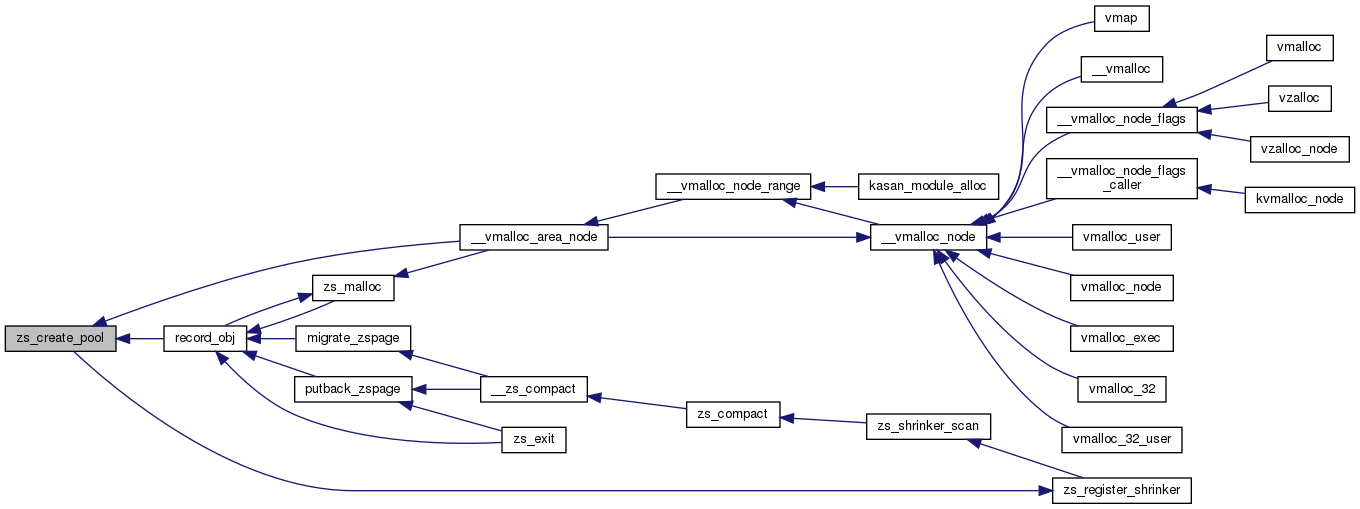 vmap
vmalloc
__vmalloc
vzalloc
__vmalloc_node_flags
vzalloc_node
__vmalloc_node_flags
_caller
kasan_module_alloc
__vmalloc_node_range
kvmalloc_node
__vmalloc_area_node
__vmalloc_node
vmalloc_user
zs_malloc
vmalloc_node
zs_create_pool
record_obj
migrate_zspage
vmalloc_exec
putback_zspage
__zs_compact
vmalloc_32
zs_compact
zs_shrinker_scan
zs_exit
vmalloc_32_user
zs_register_shrinker